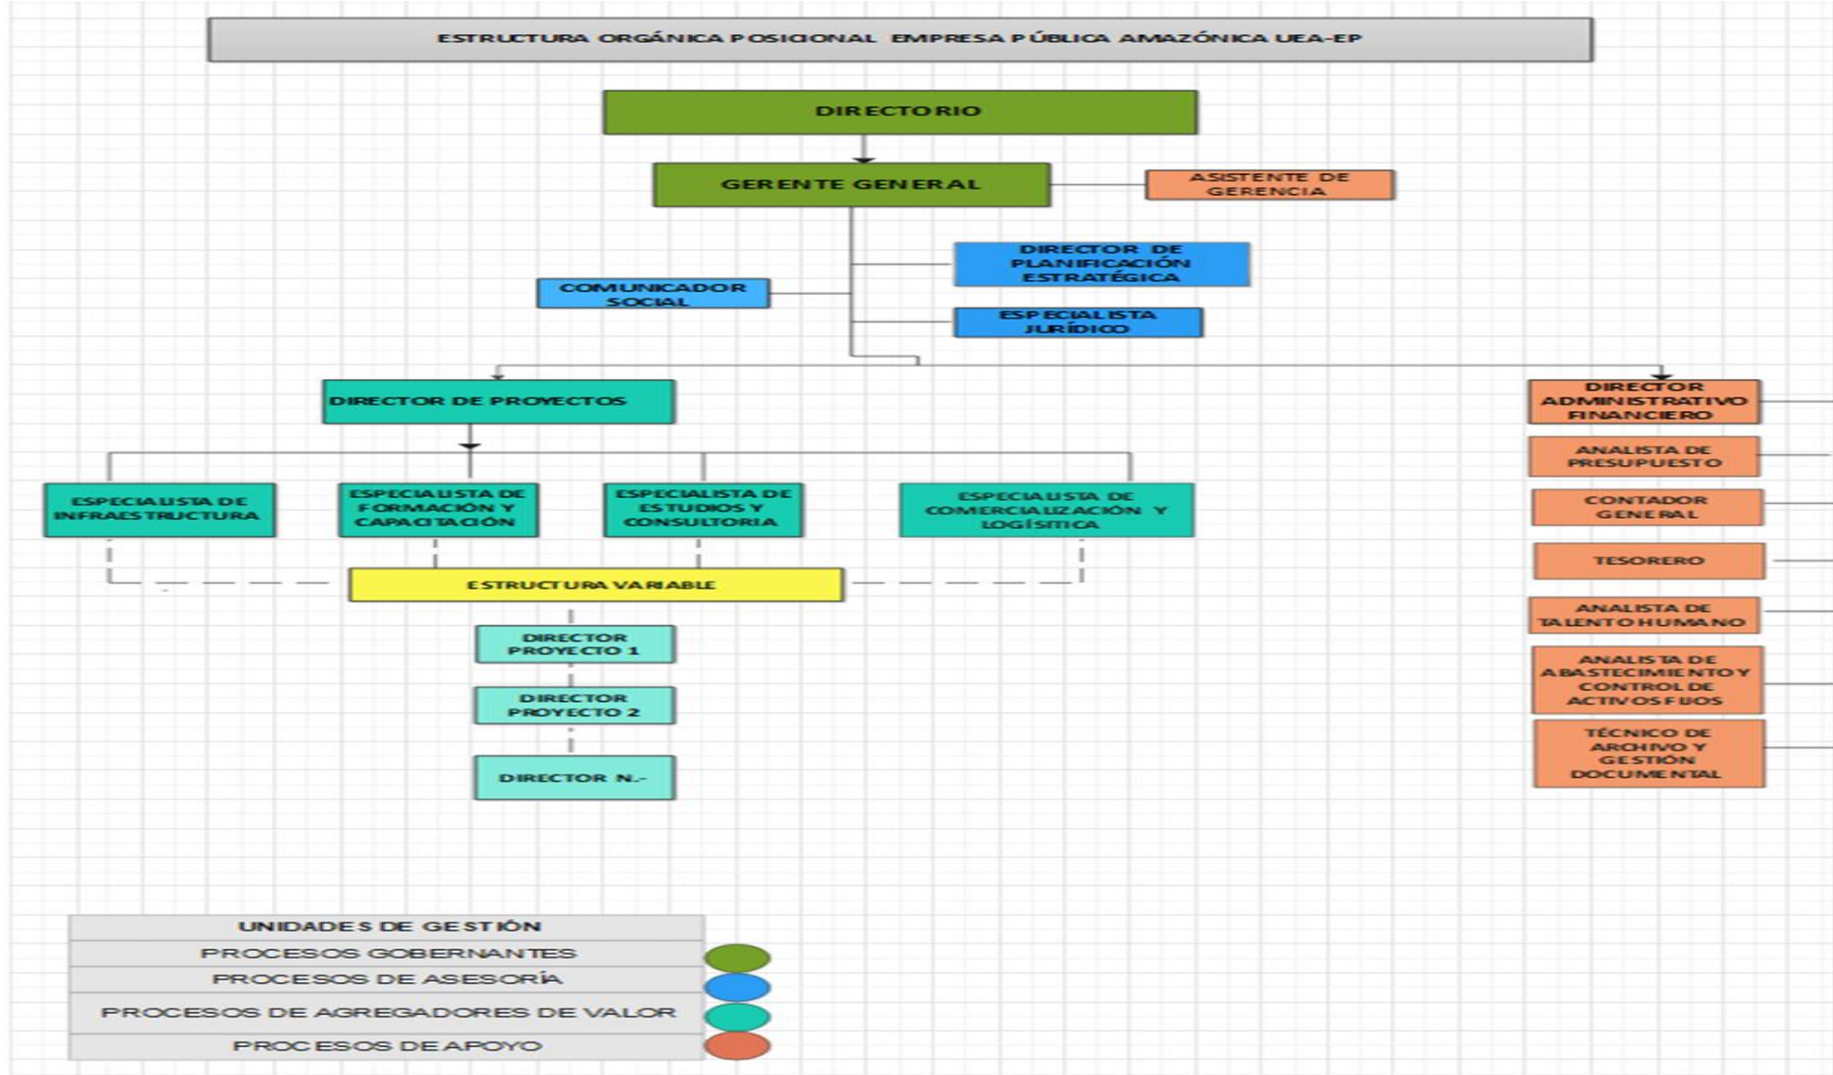 ESTRUCTURA ORGÁNICA POSICIONAL EMPRESA PÚBLICA AMAZÓNICA UEA-EP
DIRECTORIO
GERENTE GENERAL
ASISTENTE DE
GERENCIA
DIRECTOR DE
PLANIFICACIÓN
ESTRATÉGICA
COMUNICADOR
SOCIAL
ESPECIALISTA
JURÍDICO
DIRECTOR DE PROYECTOS
DIRECTOR
ADMINISTRATIVO
FINANCIERO
ANALISTA DE
PRESUPUESTO
CONTADOR
GENERAL
TESORERO
ANALISTA DE
TALENTO HUMANO
ANALISTA DE
ABASTECIMIENTO Y
CONTROL DE
ACTIVOS FIJOS
TÉCNICO DE
ARCHIVO Y
GESTIÓN
DOCUMENTAL
ESPECIALISTA DE
INFRAESTRUCTURA
ESPECIALISTA DE
FORMACIÓN Y
CAPACITACIÓN
ESPECIALISTA DE
ESTUDIOS Y
CONSULTORIA
ESPECIALISTA DE
COMERCIALIZACIÓN Y
LOGÍSITICA
ESTRUCTURA VARIABLE
DIRECTOR
PROYECTO 1
DIRECTOR
PROYECTO 2
DIRECTOR N.-
UNIDADES DE GESTIÓN
PROCESOS GOBERNANTES
PROCESOS DE ASESORÍA
PROCESOS DE AGREGADORES DE VALOR
PROCESOS DE APOYO